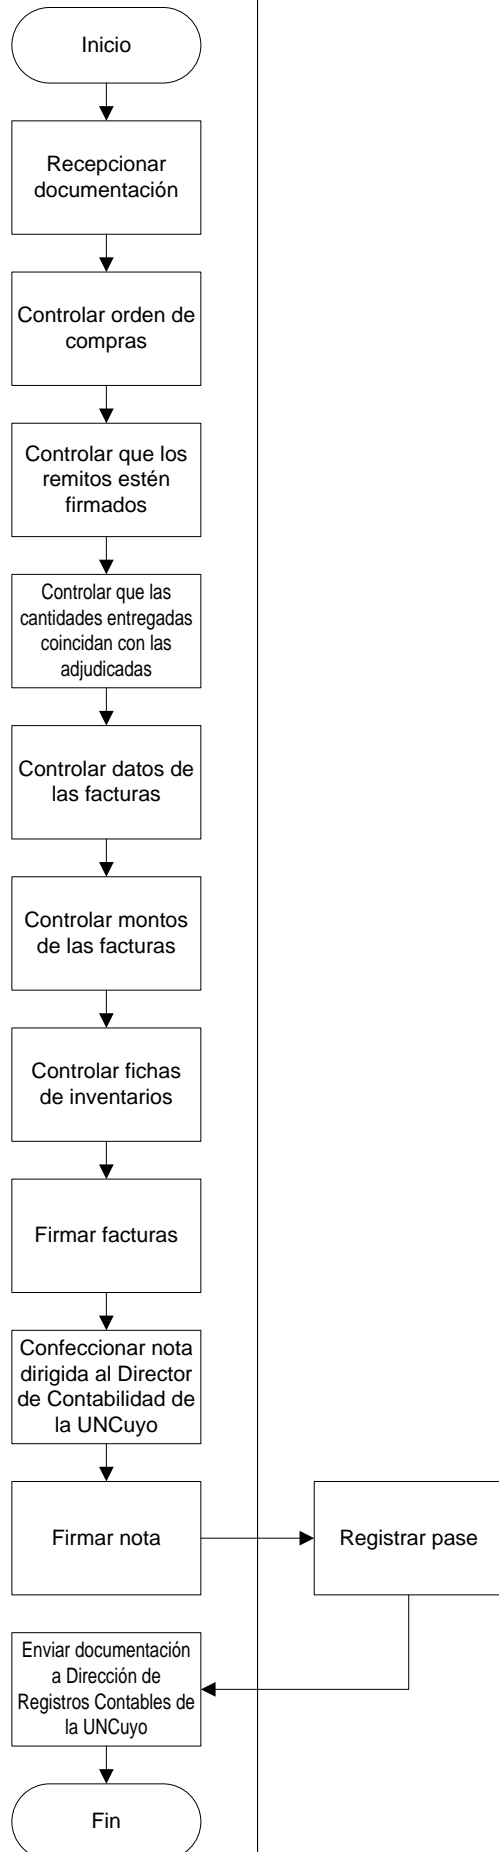 Inicio
Recepcionar
documentación
Controlar orden de
compras
Controlar que los
remitos estén
firmados
Controlar que las
cantidades entregadas
coincidan con las
adjudicadas
Controlar datos de
las facturas
Controlar montos
de las facturas
Controlar fichas
de inventarios
Firmar facturas
Confeccionar nota
dirigida al Director
de Contabilidad de
la UNCuyo
Firmar nota
Registrar pase
Enviar documentación
a Dirección de
Registros Contables de
la UNCuyo
Fin